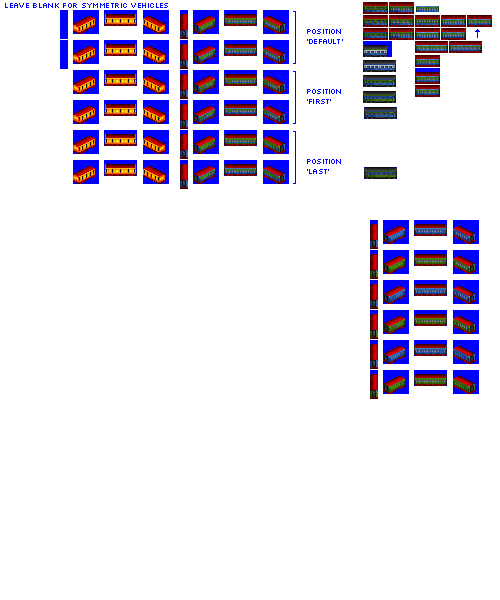 LEAVE BLANK FOR SYMMETRIC VEHICLES
POSITION
'DEFAULT'
POSITION
'FIRST'
POSITION
'LAST'